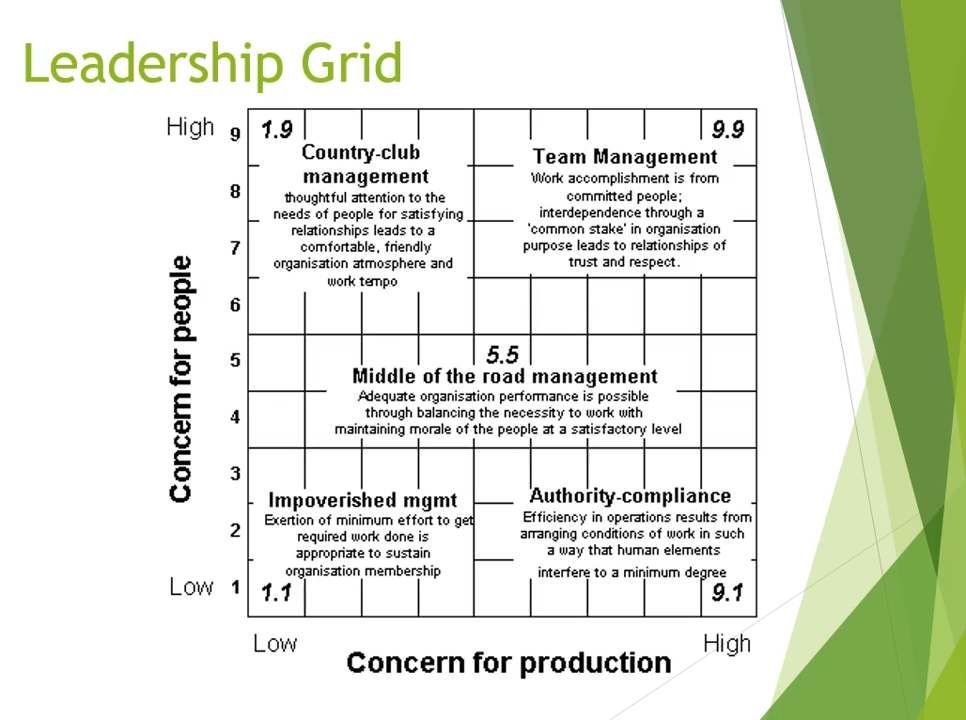 Leadership Grid
High 9 1.9 9.9
Country-club
management
thoughtful attention to the
needs of people for satisfying
relationships leads to a
comfortable, friendly
organisation atmosphere and
work tempo
Team Management
Work accomplishment is from
committed people;
interdependence through a
'common stake' in organisation
purpose leads to relationships of
trust and respect.
8
7
6
5
4
3
2
Concern for people
5.5
Middle of the road management
Adequate organisation performance is possible
through balancing the necessity to work with
maintaining morale of the people at a satisfactory level
Impoverished mgmt
Exertion of minimum effort to get
required work done is
appropriate to sustain
organisation membership
Authority-compliance
Efficiency in operations results from
arranging conditions of work in such
a way that human elements
interfere to a minimum degree
Low 1 1.1 9.1
Low High
Concern for production